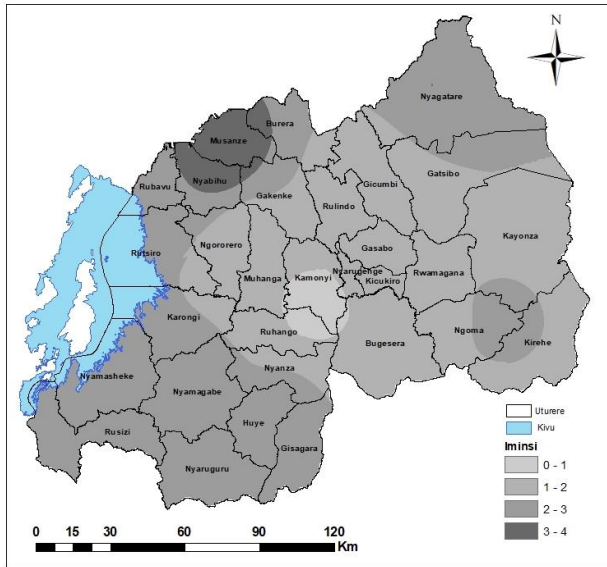 N
Nyagatare
Burera
Musanze
Nyabihu
Rubavu
Gakenke
Gatsibo
Gicumbi
Rulindo
Kayonza
Rutsiro
Ngororero
Gasabo
Muhanga
Kamonyi
Nyarugenge
Kicukiro
Rwamagana
Karongi
Ruhango
Bugesera
Ngoma
Kirehe
Nyamasheke
Nyanza
Nyamagabe
Huye
Rusizi
Gisagara
Nyaruguru
Uturere
Kivu
Iminsi
0 - 1
1 - 2
2 - 3
3 - 4
0 15 30 60 90 120
Km